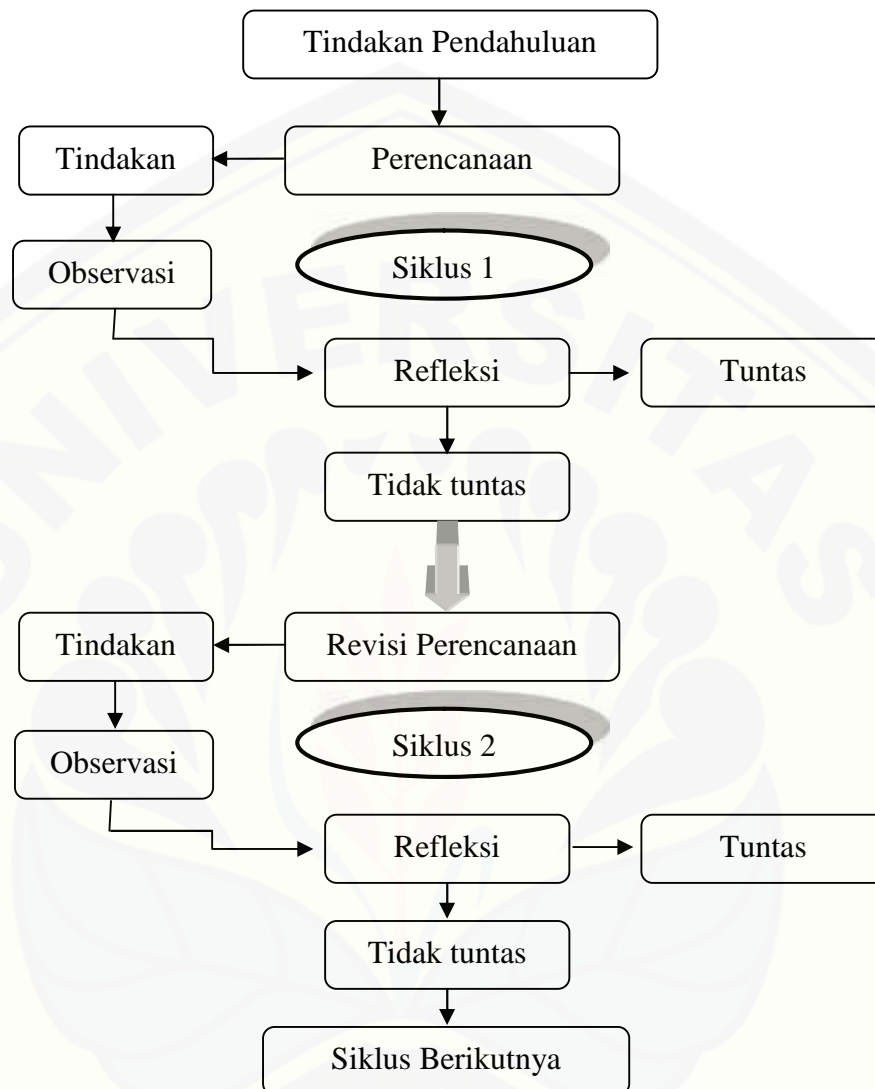 Tindakan Pendahuluan
Tindakan
Perencanaan
Observasi
Siklus 1
Refleksi
Tuntas
Tidak tuntas
Tindakan
Revisi Perencanaan
Observasi
Siklus 2
Refleksi
Tuntas
Tidak tuntas
Siklus Berikutnya
UNIVERSITAS